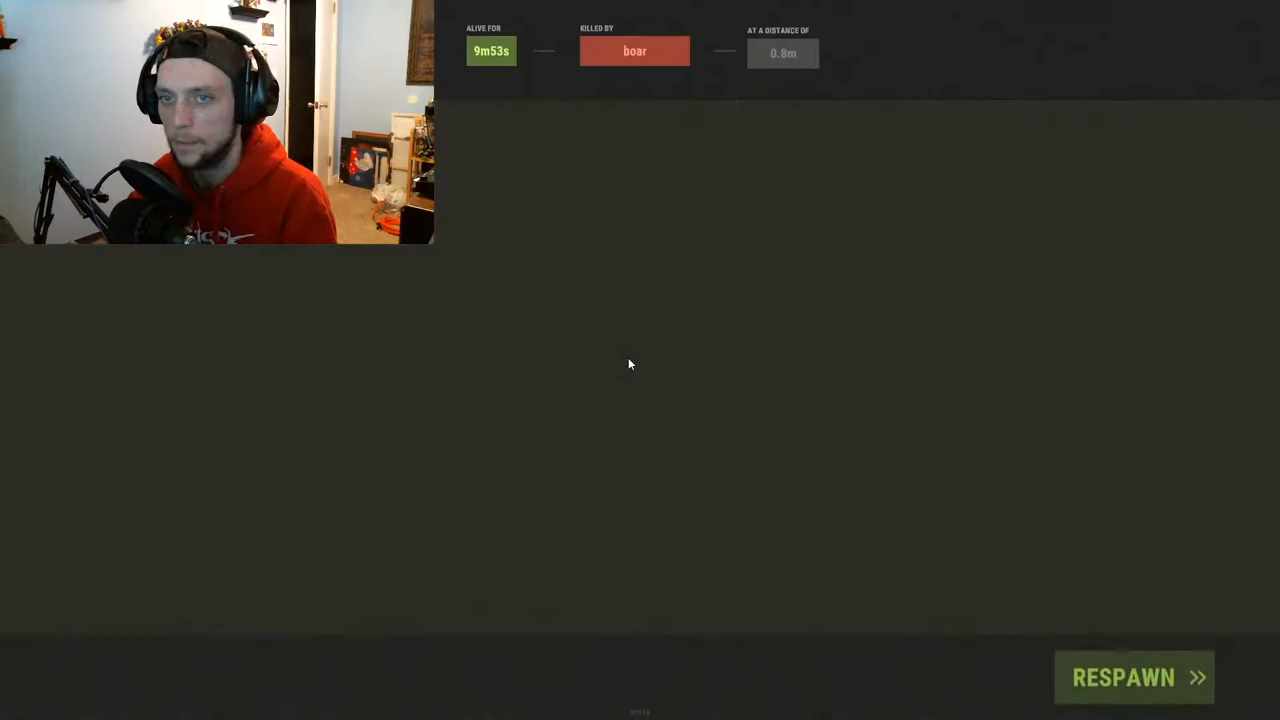 ALIVE FOR
9m53s
KILLED BY
boar
AT A DISTANCE OF
0.8m
RESPAWN